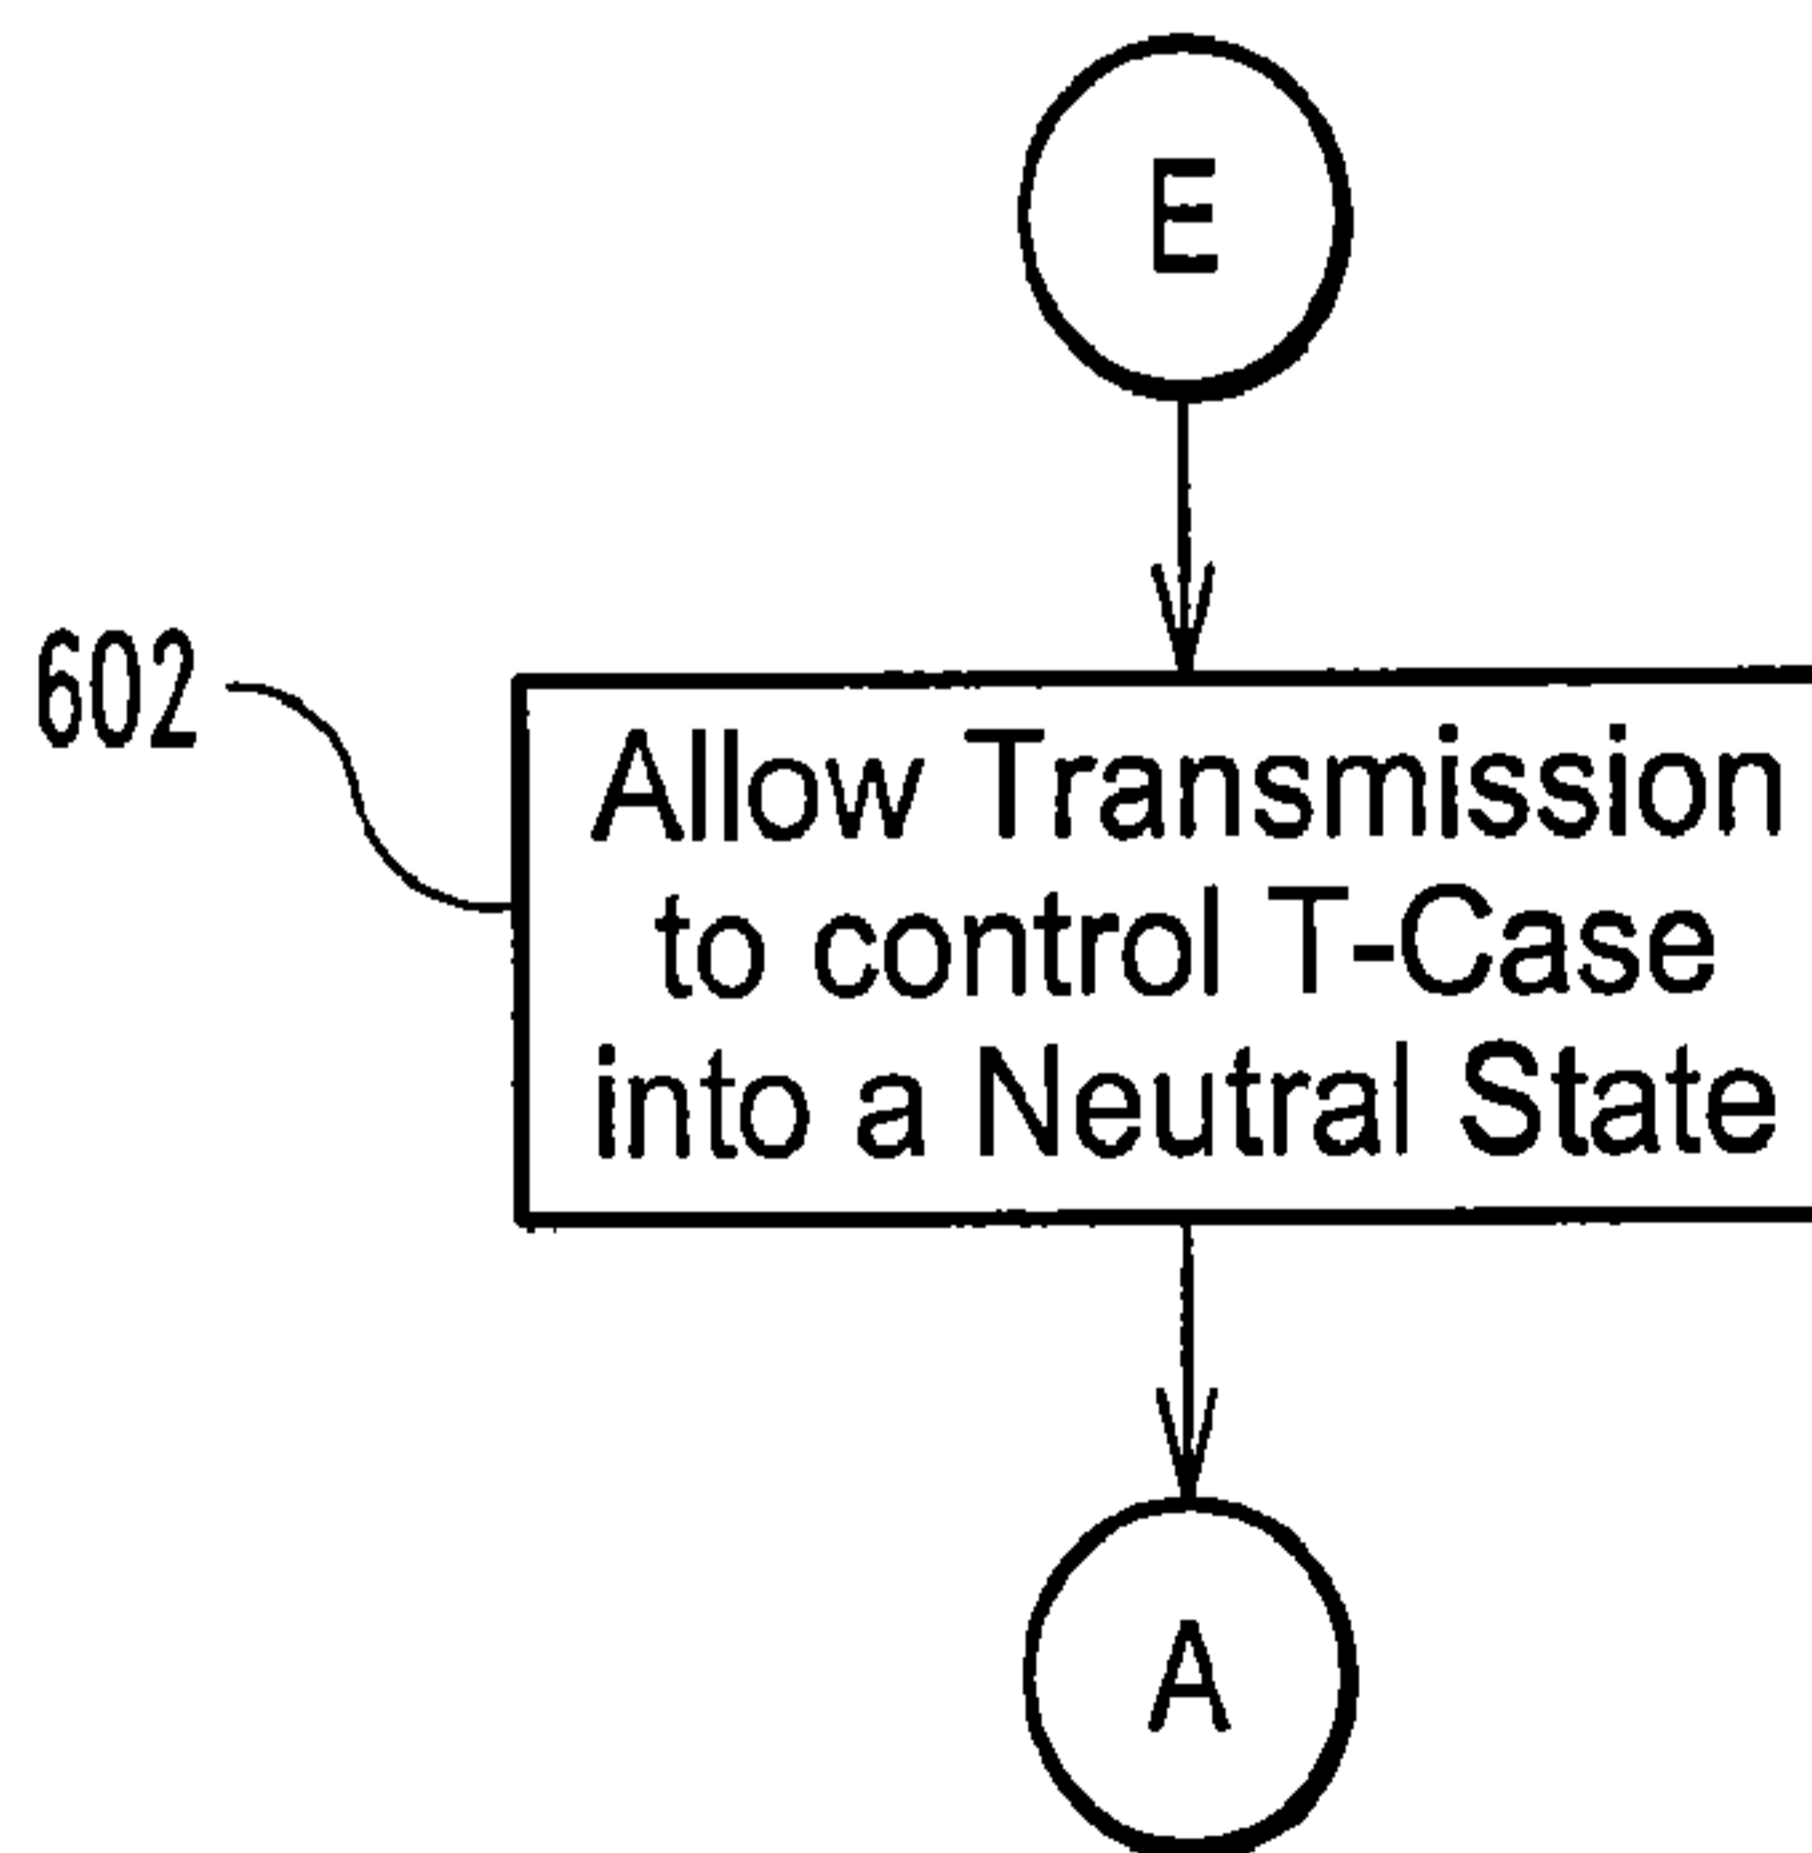 E
602
Allow Transmission
to control T-Case
into a Neutral State
A